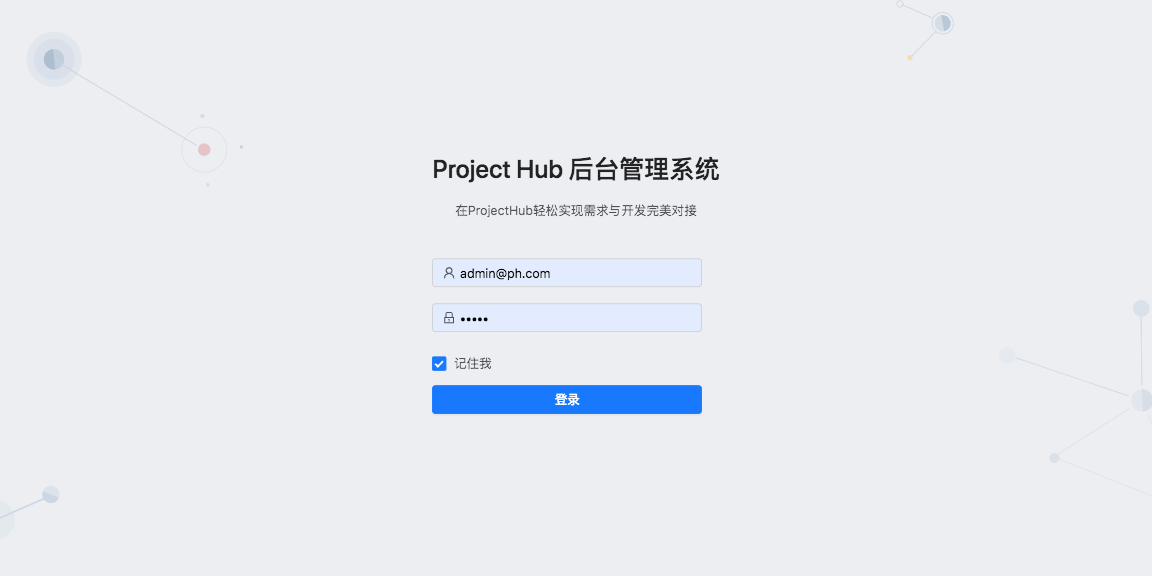 Project Hub 后台管理系统
在ProjectHub轻松实现需求与开发完美对接
admin@ph.com
•••••
记住我
登录